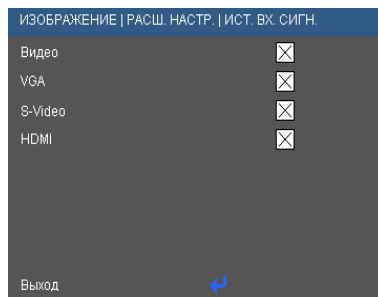 ИЗОБРАЖЕНИЕ | РАСШ. НАСТР. | ИСТ. ВХ. СИГН.
Видео
VGA
S-Video
HDMI
Выход